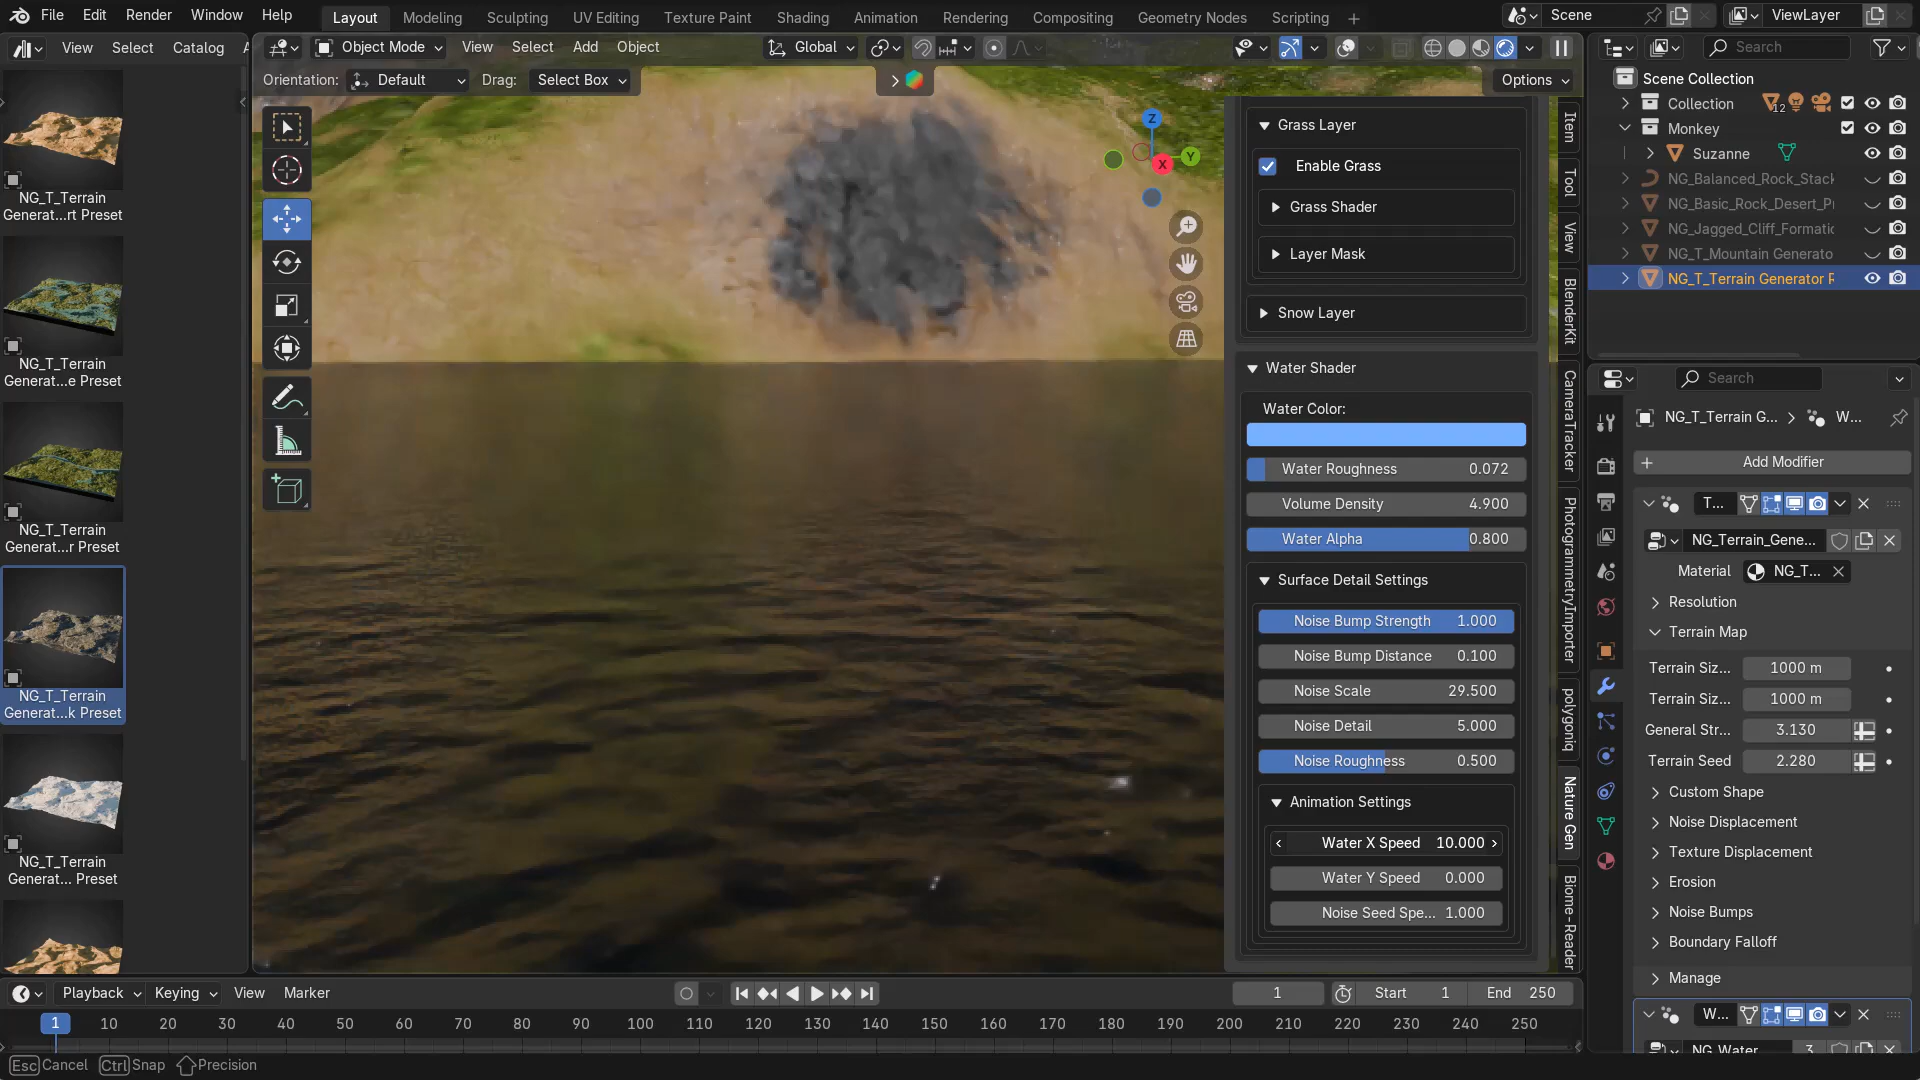 File Edit Render Window Help Layout Modeling Sculpting UV Editing Texture Paint Shading Animation Rendering Compositing Geometry Nodes Scripting + Scene ViewLayer
View Select Catalog A Object Mode View Select Add Object Global Search
Orientation: Default Drag: Select Box Options
Scene Collection
Collection 12
Monkey
Suzanne
NG_Balanced_Rock_Stack
NG_Basic_Rock_Desert_P
NG_Jagged_Cliff_Formati
NG_T_Mountain Generato
NG_T_Terrain Generator
NG_T_Terrain
Generat...rt Preset
NG_T_Terrain
Generat...e Preset
NG_T_Terrain
Generat...r Preset
NG_T_Terrain
Generat...k Preset
NG_T_Terrain
Generat... Preset
Z
Y
X
Grass Layer
Enable Grass
Grass Shader
Layer Mask
Snow Layer
Water Shader
Water Color:
Water Roughness 0.072
Volume Density 4.900
Water Alpha 0.800
Surface Detail Settings
Noise Bump Strength 1.000
Noise Bump Distance 0.100
Noise Scale 29.500
Noise Detail 5.000
Noise Roughness 0.500
Animation Settings
Water X Speed 10.000
Water Y Speed 0.000
Noise Seed Spe... 1.000
Item
Tool
View
BlenderKit
CameraTracker
PhotogrammetryImporter
polygoniq
Nature Gen
Biome-Reader
Search
NG_T_Terrain G... W...
Add Modifier
T...
NG_Terrain_Gene...
Material NG_T...
Resolution
Terrain Map
Terrain Siz... 1000 m
Terrain Siz... 1000 m
General Str... 3.130
Terrain Seed 2.280
Custom Shape
Noise Displacement
Texture Displacement
Erosion
Noise Bumps
Boundary Falloff
Manage
W...
NG_Water 3
Playback Keying View Marker 1 Start 1 End 250
1 10 20 30 40 50 60 70 80 90 100 110 120 130 140 150 160 170 180 190 200 210 220 230 240 250
Esc Cancel Ctrl Snap Precision